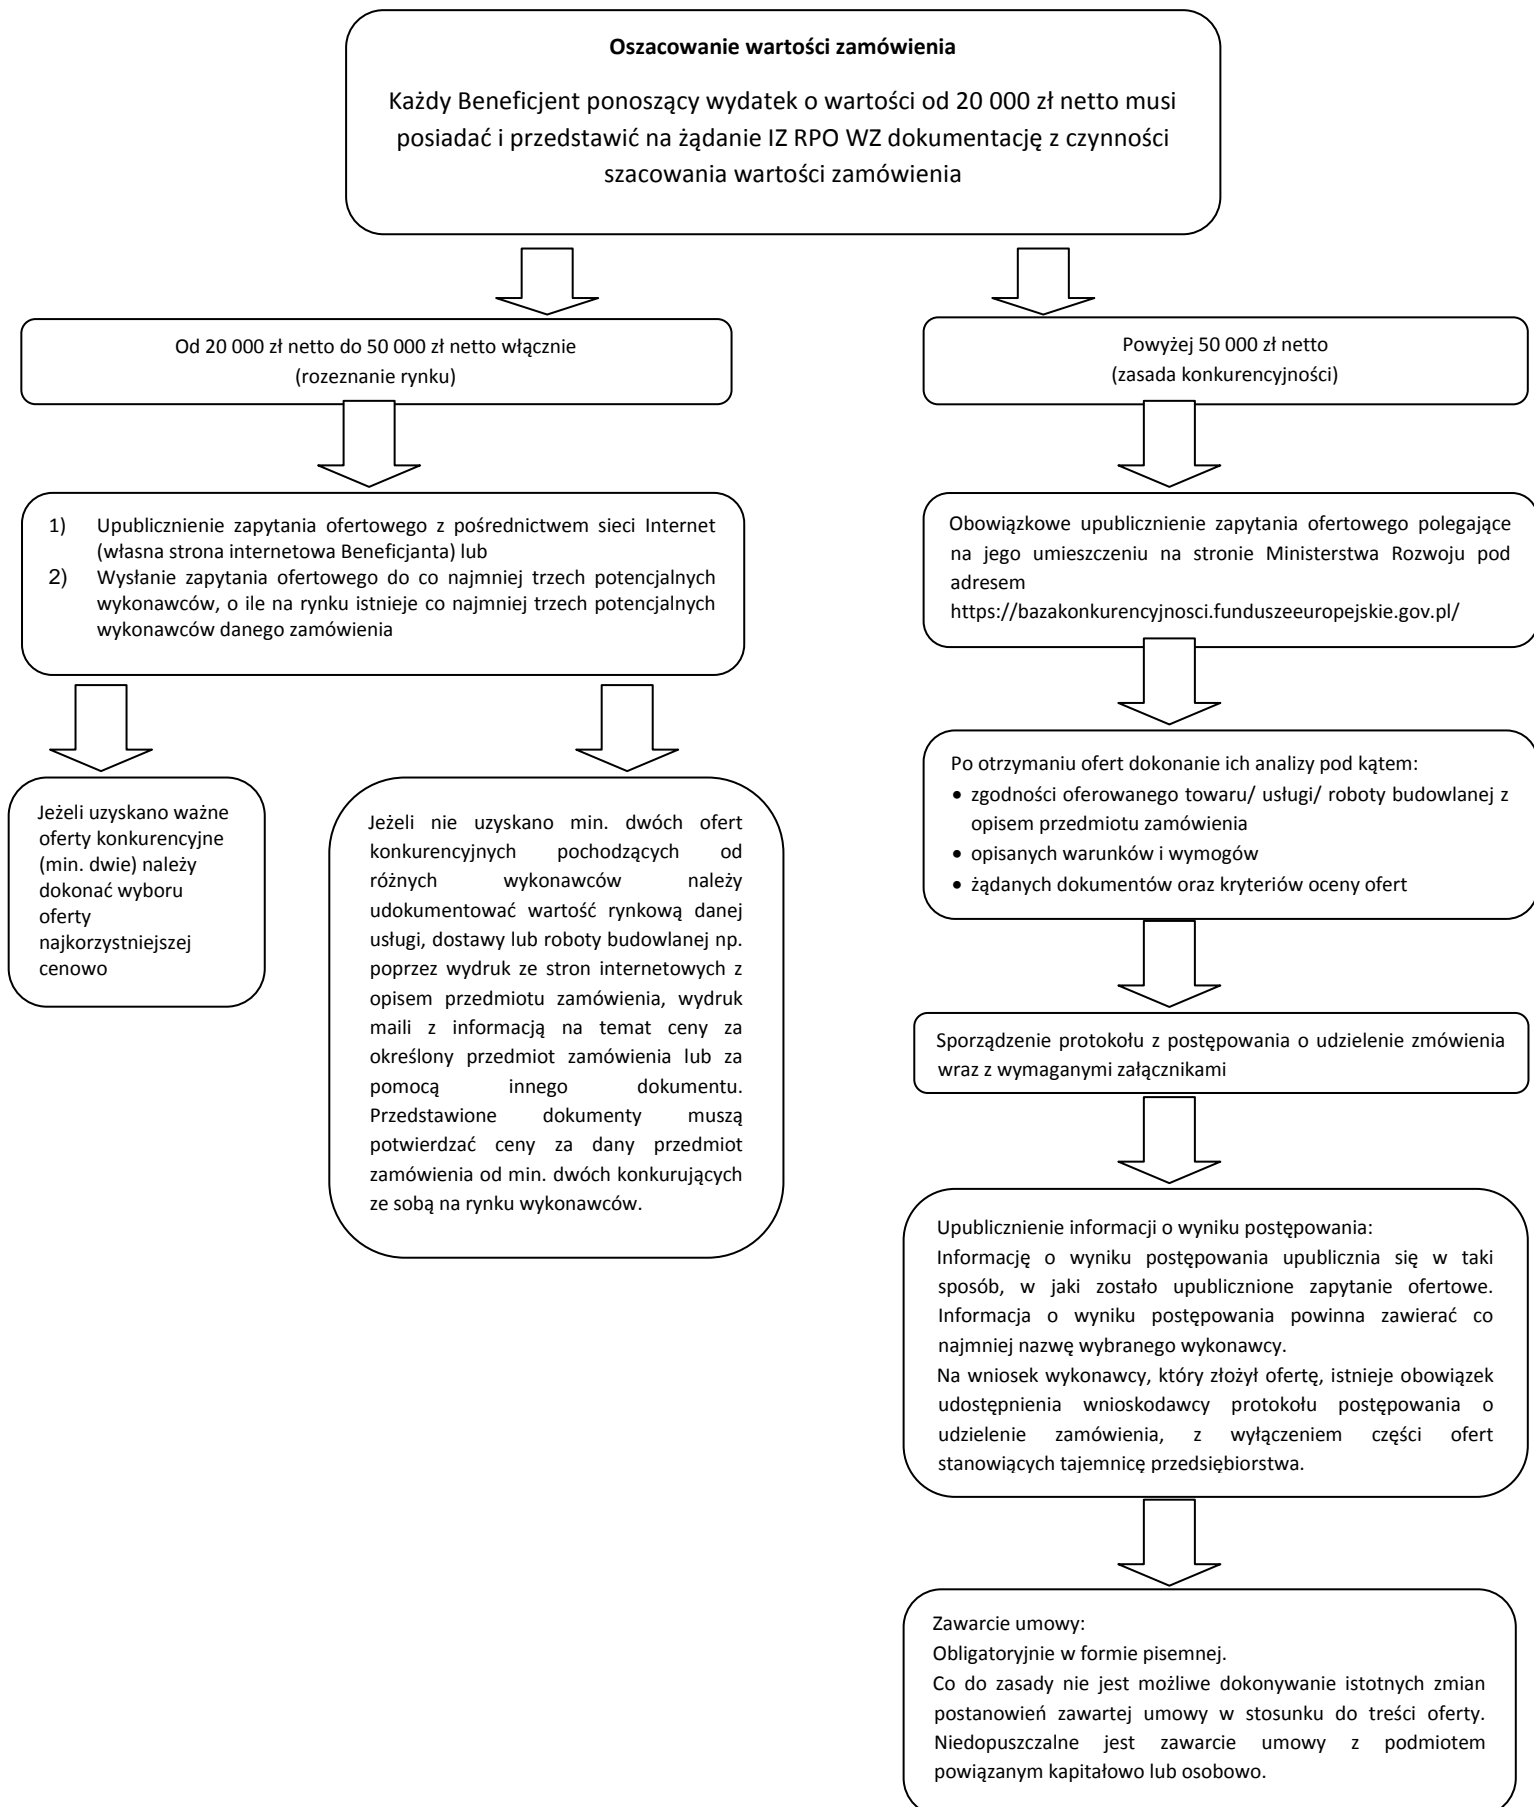 Oszacowanie wartości zamówienia
Każdy Beneficjent ponoszący wydatek o wartości od 20 000 zł netto musi
posiadać i przedstawić na żądanie IZ RPO WZ dokumentację z czynności
szacowania wartości zamówienia
Od 20 000 zł netto do 50 000 zł netto włącznie
(rozeznanie rynku)
1) Upublicznienie zapytania ofertowego z pośrednictwem sieci Internet
(własna strona internetowa Beneficjanta) lub
2) Wysłanie zapytania ofertowego do co najmniej trzech potencjalnych
wykonawców, o ile na rynku istnieje co najmniej trzech potencjalnych
wykonawców danego zamówienia
Jeżeli uzyskano ważne
oferty konkurencyjne
(min. dwie) należy
dokonać wyboru
oferty
najkorzystniejszej
cenowo
Jeżeli nie uzyskano min. dwóch ofert
konkurencyjnych pochodzących od
różnych wykonawców należy
udokumentować wartość rynkową danej
usługi, dostawy lub roboty budowlanej np.
poprzez wydruk ze stron internetowych z
opisem przedmiotu zamówienia, wydruk
maili z informacją na temat ceny za
określony przedmiot zamówienia lub za
pomocą innego dokumentu.
Przedstawione dokumenty muszą
potwierdzać ceny za dany przedmiot
zamówienia od min. dwóch konkurujących
ze sobą na rynku wykonawców.
Powyżej 50 000 zł netto
(zasada konkurencyjności)
Obowiązkowe upublicznienie zapytania ofertowego polegające
na jego umieszczeniu na stronie Ministerstwa Rozwoju pod
adresem
https://bazakonkurencyjnosci.funduszeeuropejskie.gov.pl/
Po otrzymaniu ofert dokonanie ich analizy pod kątem:
• zgodności oferowanego towaru/ usługi/ roboty budowlanej z
opisem przedmiotu zamówienia
• opisanych warunków i wymogów
• żądanych dokumentów oraz kryteriów oceny ofert
Sporządzenie protokołu z postępowania o udzielenie zmówienia
wraz z wymaganymi załącznikami
Upublicznienie informacji o wyniku postępowania:
Informację o wyniku postępowania upublicznia się w taki
sposób, w jaki zostało upublicznione zapytanie ofertowe.
Informacja o wyniku postępowania powinna zawierać co
najmniej nazwę wybranego wykonawcy.
Na wniosek wykonawcy, który złożył ofertę, istnieje obowiązek
udostępnienia wnioskodawcy protokołu postępowania o
udzielenie zamówienia, z wyłączeniem części ofert
stanowiących tajemnicę przedsiębiorstwa.
Zawarcie umowy:
Obligatoryjnie w formie pisemnej.
Co do zasady nie jest możliwe dokonywanie istotnych zmian
postanowień zawartej umowy w stosunku do treści oferty.
Niedopuszczalne jest zawarcie umowy z podmiotem
powiązanym kapitałowo lub osobowo.